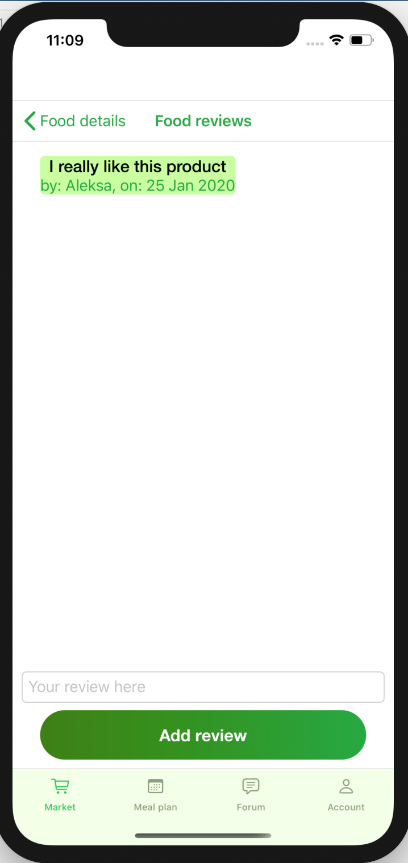 11:09
Food details Food reviews
I really like this product
by: Aleksa, on: 25 Jan 2020
Your review here
Add review
Market Meal plan Forum Account